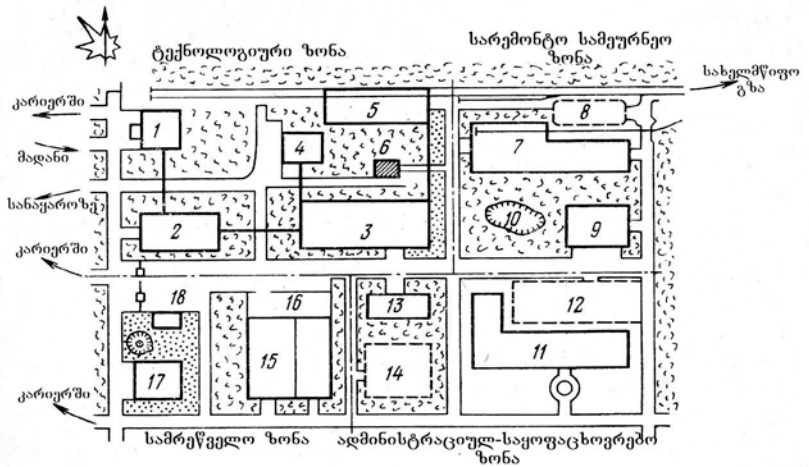 ტექნოლოგიური ზონა
სარემონტო სამეურნეო
ზონა
სახელმწიფო
გზა
კარიერში
მადანი
სანაყაროზე
კარიერში
კარიერში
1
2
3
4
5
6
7
8
9
10
11
12
13
14
15
16
17
18
სამრეწველო ზონა
ადმინისტრაციულ-საყოფაცხოვრებო
ზონა